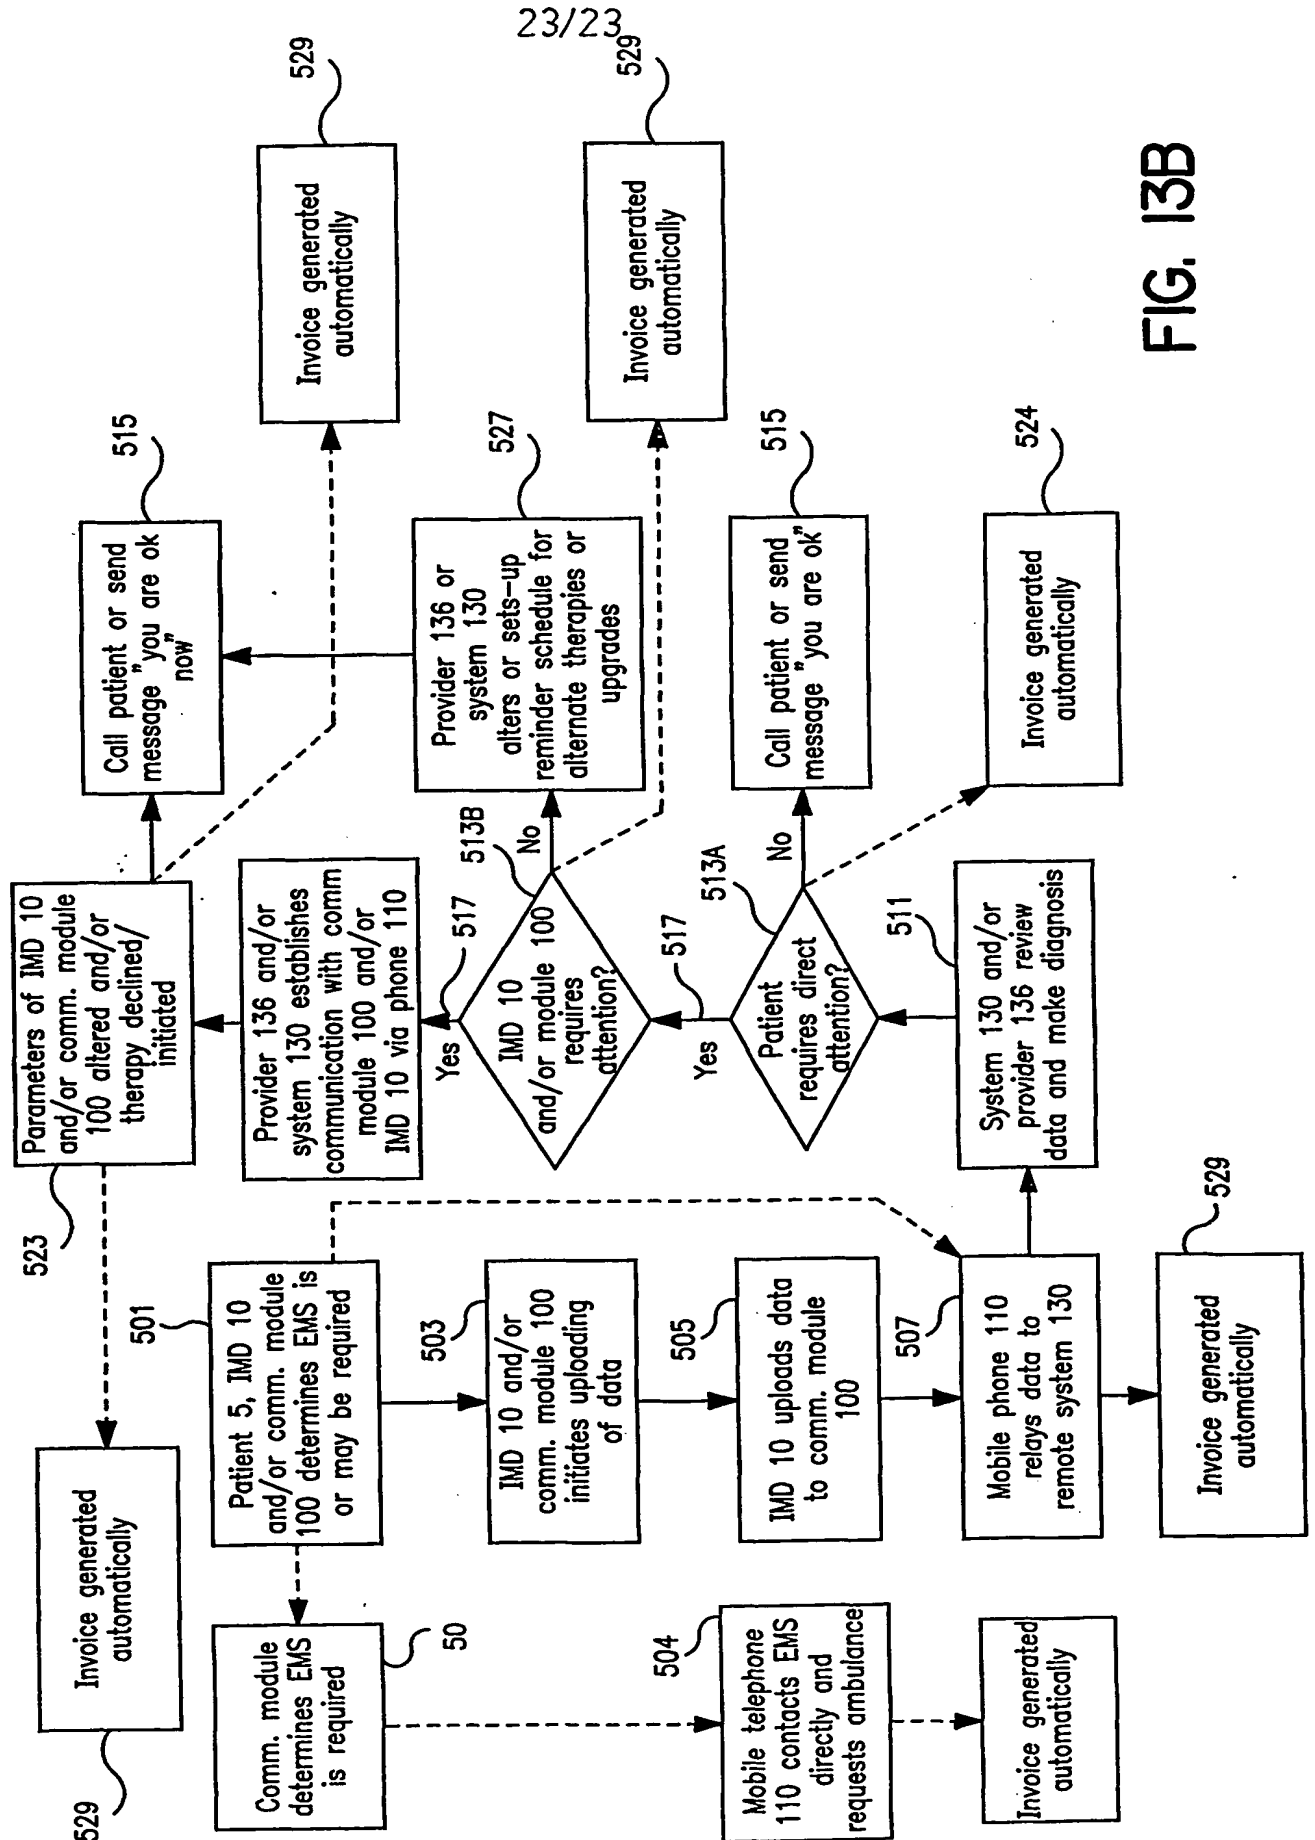 23/23
529
Invoice generated
automatically
523
Parameters of IMD 10
and/or comm. module
100 altered and/or
therapy declined/
initiated
515
Call patient or send
message "you are ok
now"
529
Invoice generated
automatically
50
Comm. module
determines EMS
is required
501
Patient 5, IMD 10
and/or comm. module
100 determines EMS is
or may be required
Provider 136 and/or
system 130 establishes
communication with comm
module 100 and/or
IMD 10 via phone 110
517
Yes
503
IMD 10 and/or
comm. module 100
initiates uploading
of data
513B
IMD 10
and/or module 100
requires
attention?
No
527
Provider 136 or
system 130
alters or sets-up
reminder schedule for
alternate therapies or
upgrades
529
Invoice generated
automatically
517
Yes
504
Mobile telephone
110 contacts EMS
directly and
requests ambulance
505
IMD 10 uploads data
to comm. module
100
513A
Patient
requires direct
attention?
No
515
Call patient or send
message "you are ok"
Invoice generated
automatically
507
Mobile phone 110
relays data to
remote system 130
511
System 130 and/or
provider 136 review
data and make diagnosis
524
Invoice generated
automatically
529
Invoice generated
automatically
FIG. 13B